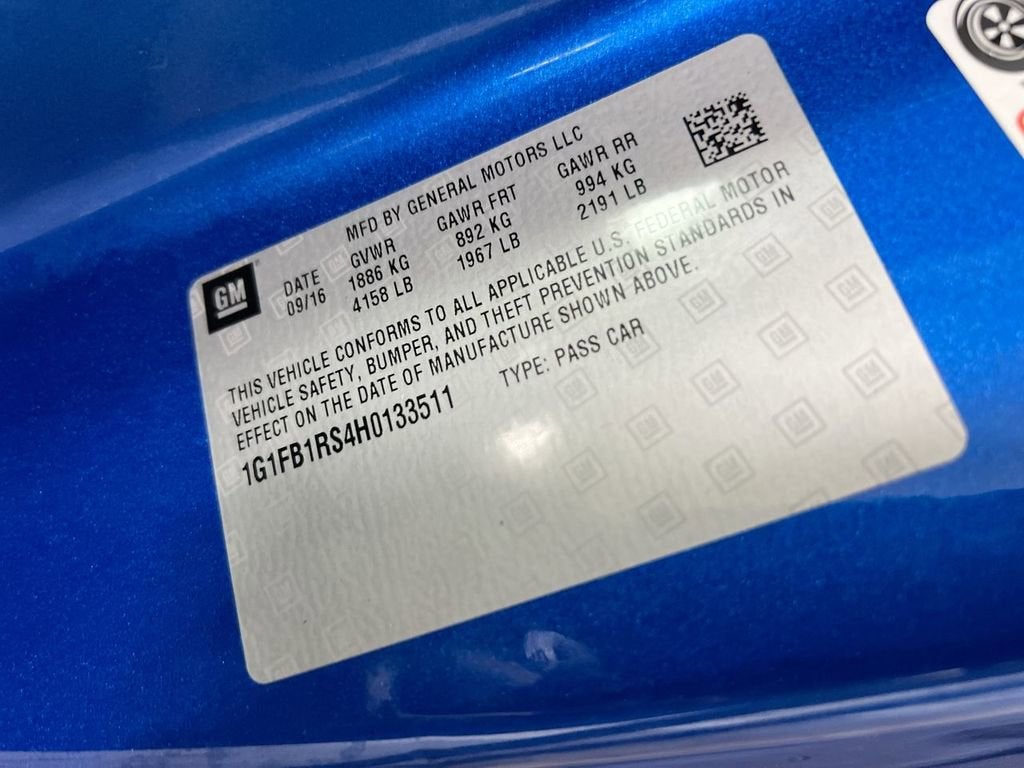 MFD BY GENERAL MOTORS LLC
DATE GVWR GAWR FRT GAWR RR
09/16 1886 KG 892 KG 994 KG
4158 LB 1967 LB 2191 LB
GM
THIS VEHICLE CONFORMS TO ALL APPLICABLE U.S. FEDERAL MOTOR
VEHICLE SAFETY, BUMPER, AND THEFT PREVENTION STANDARDS IN
EFFECT ON THE DATE OF MANUFACTURE SHOWN ABOVE.
1G1FB1RS4H0133511 TYPE: PASS CAR